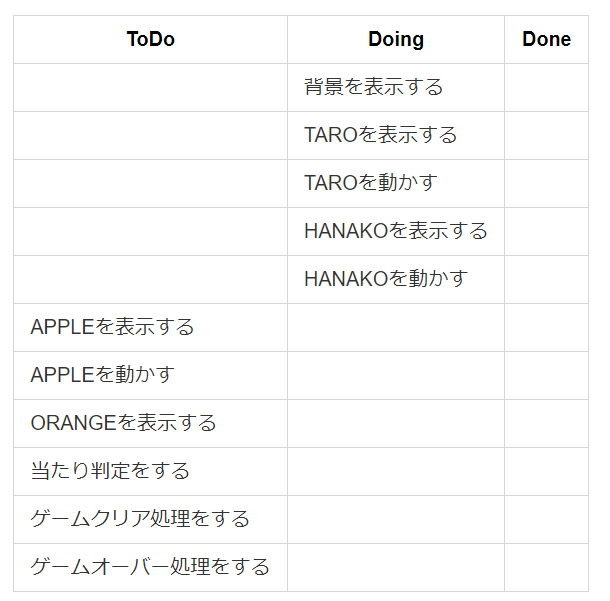 ToDo Doing Done
背景を表示する
TAROを表示する
TAROを動かす
HANAKOを表示する
HANAKOを動かす
APPLEを表示する
APPLEを動かす
ORANGEを表示する
当たり判定をする
ゲームクリア処理をする
ゲームオーバー処理をする